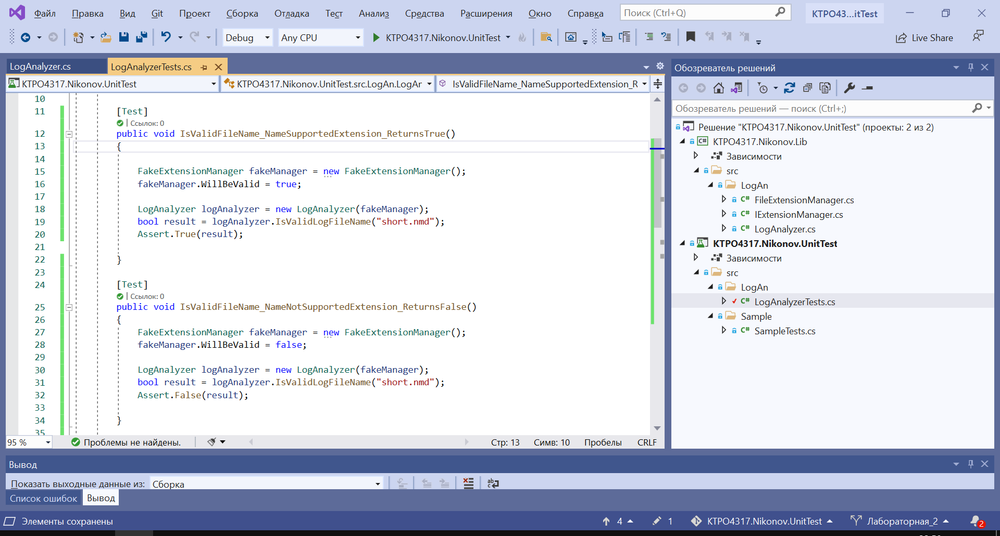 Файл Правка Вид Git Проект Сборка Отладка Тест Анализ Средства Расширения Окно Справка Поиск (Ctrl+Q) КТРО43...itTest
Debug Any CPU KTPO4317.Nikonov.UnitTest Live Share
LogAnalyzer.cs LogAnalyzerTests.cs
KTPO4317.Nikonov.UnitTest KTPO4317.Nikonov.UnitTest.src.LogAn.LogAr IsValidFileName_NameSupportedExtension_R
10
11 [Test]
Ссылок: 0
12 public void IsValidFileName_NameSupportedExtension_ReturnsTrue()
13 {
14
15 FakeExtensionManager fakeManager = new FakeExtensionManager();
16 fakeManager.WillBeValid = true;
17
18 LogAnalyzer logAnalyzer = new LogAnalyzer(fakeManager);
19 bool result = logAnalyzer.IsValidLogFileName("short.nmd");
20 Assert.True(result);
21
22 }
23
24 [Test]
Ссылок: 0
25 public void IsValidFileName_NameNotSupportedExtension_ReturnsFalse()
26 {
27 FakeExtensionManager fakeManager = new FakeExtensionManager();
28 fakeManager.WillBeValid = false;
29
30 LogAnalyzer logAnalyzer = new LogAnalyzer(fakeManager);
31 bool result = logAnalyzer.IsValidLogFileName("short.nmd");
32 Assert.False(result);
33
34 }
35
95 % Проблемы не найдены. Стр: 13 Симв: 10 Пробелы CRLF
Обозреватель решений
Обозреватель решений — поиск (Ctrl+;)
Решение "KTPO4317.Nikonov.UnitTest" (проекты: 2 из 2)
C# KTPO4317.Nikonov.Lib
Зависимости
src
LogAn
C# FileExtensionManager.cs
C# IExtensionManager.cs
C# LogAnalyzer.cs
KTPO4317.Nikonov.UnitTest
Зависимости
src
LogAn
C# LogAnalyzerTests.cs
Sample
C# SampleTests.cs
Вывод
Показать выходные данные из: Сборка
Список ошибок Вывод
Элементы сохранены 4 1 KTPO4317.Nikonov.UnitTest Лабораторная_2 2